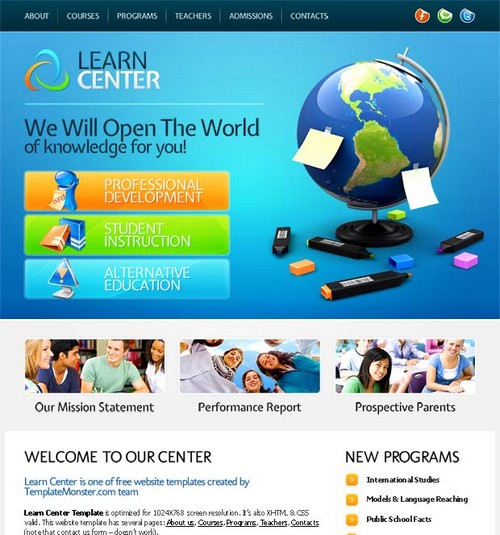 ABOUT COURSES PROGRAMS TEACHERS ADMISSIONS CONTACTS
LEARN
CENTER
We Will Open The World
of knowledge for you!
PROFESSIONAL
DEVELOPMENT
STUDENT
INSTRUCTION
ALTERNATIVE
EDUCATION
Our Mission Statement
Performance Report
Prospective Parents
WELCOME TO OUR CENTER
Learn Center is one of free website templates created by
TemplateMonster.com team
Learn Center Template is optimized for 1024X768 screen resolution. It's also XHTML & CSS
valid. This website template has several pages: About us, Courses, Programs, Teachers, Contacts
(note that contact us form – doesn't work).
NEW PROGRAMS
International Studies
Models & Language Reaching
Public School Facts